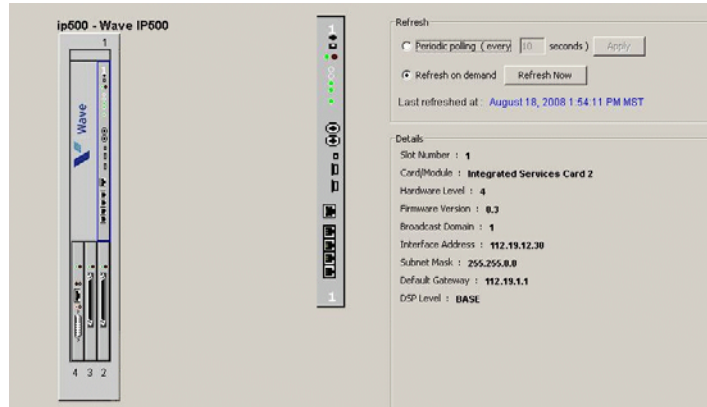 ip500 - Wave IP500
1
Wave
4 3 2
1
1
Refresh
Periodic polling ( every 10 seconds ) Apply
Refresh on demand Refresh Now
Last refreshed at : August 18, 2008 1:54:11 PM MST
Details
Slot Number : 1
Card/Module : Integrated Services Card 2
Hardware Level : 4
Firmware Version : 0.3
Broadcast Domain : 1
Interface Address : 112.19.12.30
Subnet Mask : 255.255.0.0
Default Gateway : 112.19.1.1
DSP Level : BASE